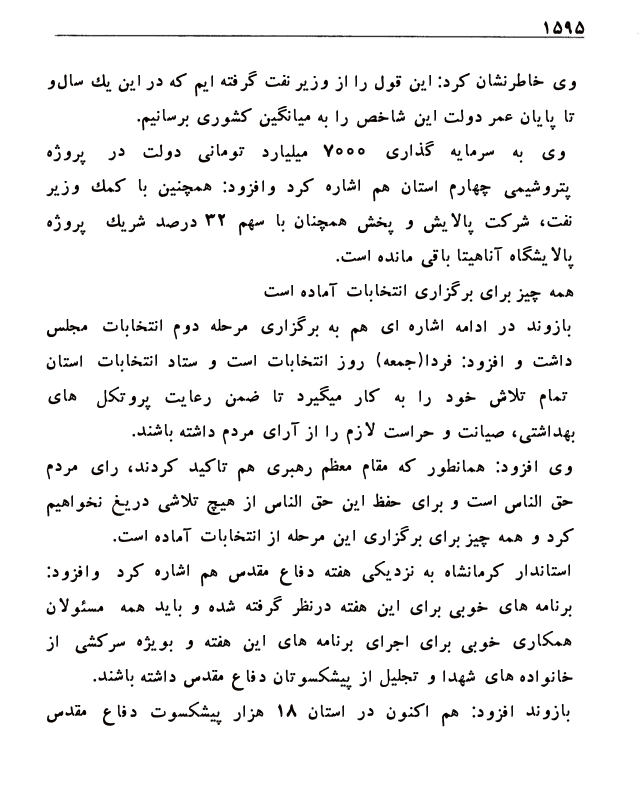 ۱۵۹۵
وی خاطرنشان کرد: این قول را از وزیر نفت گرفته ایم که در این یك سال و
تا پایان عمر دولت این شاخص را به میانگین کشوری برسانیم.
وی به سرمایه گذاری ۷۰۰۰ میلیارد تومانی دولت در پروژه
پتروشیمی چهارم استان هم اشاره کرد وافزود: همچنین با كمك وزیر
نفت، شرکت پالایش و پخش همچنان با سهم ۳۲ درصد شریك پروژه
پالایشگاه آناهیتا باقی مانده است.
همه چیز برای برگزاری انتخابات آماده است
بازوند در ادامه اشاره ای هم به برگزاری مرحله دوم انتخابات مجلس
داشت و افزود: فردا(جمعه) روز انتخابات است و ستاد انتخابات استان
تمام تلاش خود را به کار میگیرد تا ضمن رعایت پروتکل های
بهداشتی، صیانت و حراست لازم را از آرای مردم داشته باشند.
وی افزود: همانطور که مقام معظم رهبری هم تاکید کردند، رای مردم
حق الناس است و برای حفظ این حق الناس از هیچ تلاشی دریغ نخواهیم
کرد و همه چیز برای برگزاری این مرحله از انتخابات آماده است.
استاندار کرمانشاه به نزدیکی هفته دفاع مقدس هم اشاره کرد وافزود:
برنامه های خوبی برای این هفته درنظر گرفته شده و باید همه مسئولان
همکاری خوبی برای اجرای برنامه های این هفته و بویژه سرکشی از
خانواده های شهدا و تجلیل از پیشکسوتان دفاع مقدس داشته باشند.
بازوند افزود: هم اکنون در استان ۱۸ هزار پیشکسوت دفاع مقدس